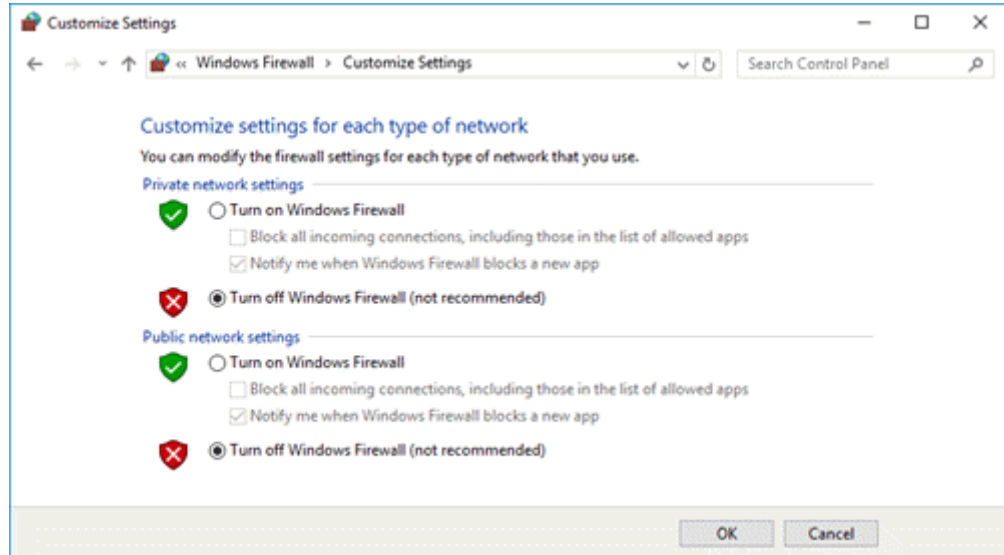 Customize Settings
« Windows Firewall › Customize Settings
Search Control Panel
Customize settings for each type of network
You can modify the firewall settings for each type of network that you use.
Private network settings
Turn on Windows Firewall
Block all incoming connections, including those in the list of allowed apps
Notify me when Windows Firewall blocks a new app
Turn off Windows Firewall (not recommended)
Public network settings
Turn on Windows Firewall
Block all incoming connections, including those in the list of allowed apps
Notify me when Windows Firewall blocks a new app
Turn off Windows Firewall (not recommended)
OK
Cancel